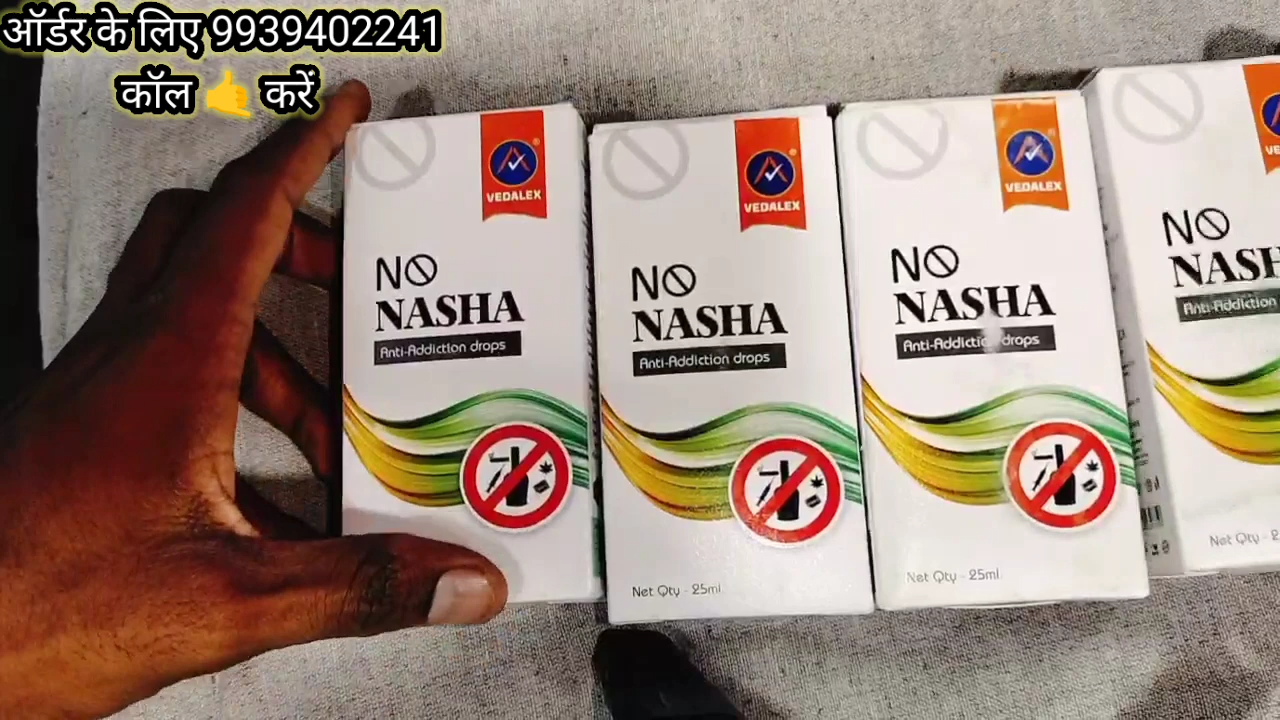 ऑर्डर के लिए 9939402241
कॉल 🤙 करें
VEDALEX
NO
NASHA
Anti-Addiction drops
VEDALEX
NO
NASHA
Anti-Addiction drops
Net Qty - 25ml
VEDALEX
NO
NASHA
Anti-Addiction drops
Net Qty - 25ml
NO
Anti-Addiction
Net Qty